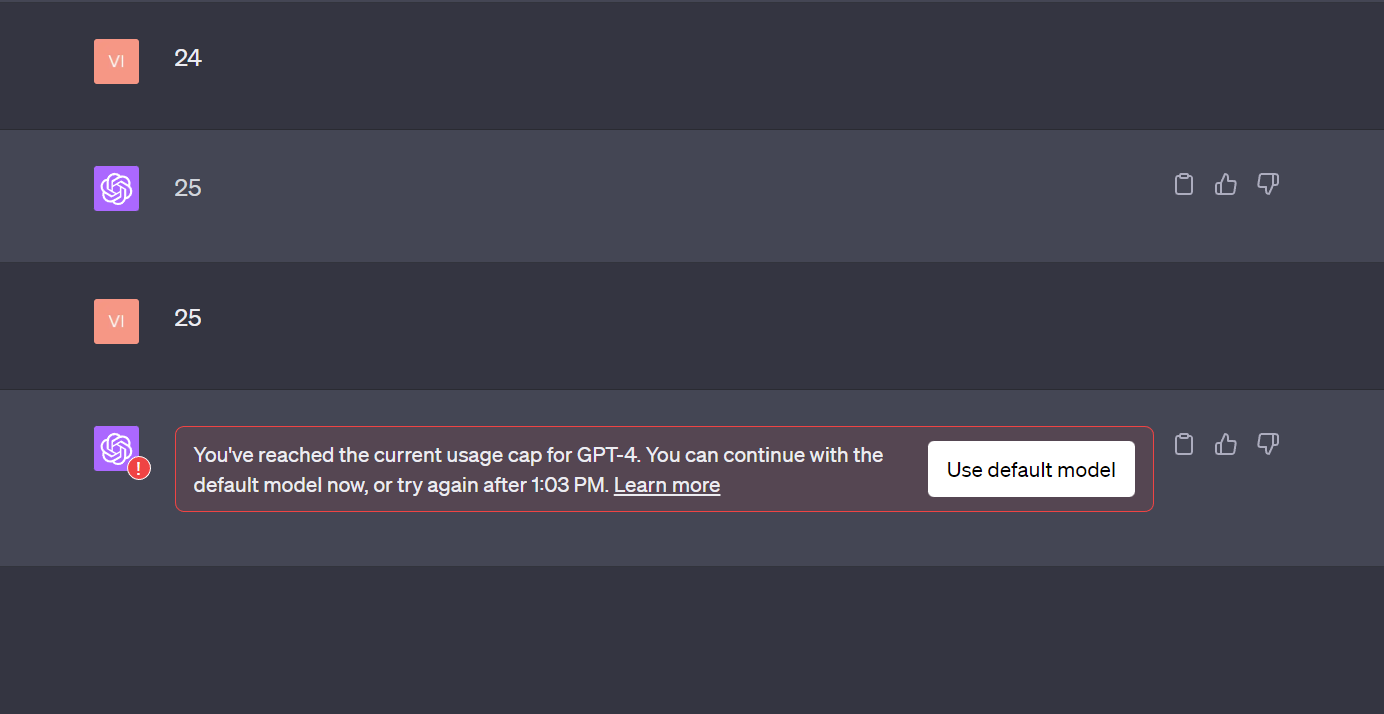 VI
24
25
VI
25
!
You've reached the current usage cap for GPT-4. You can continue with the
default model now, or try again after 1:03 PM. Learn more
Use default model